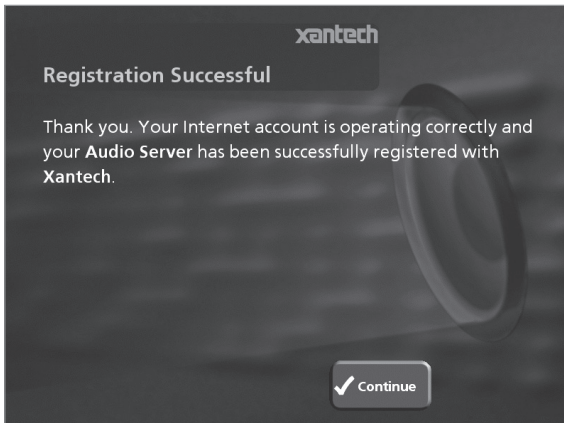 xantech
Registration Successful
Thank you. Your Internet account is operating correctly and
your Audio Server has been successfully registered with
Xantech.
Continue